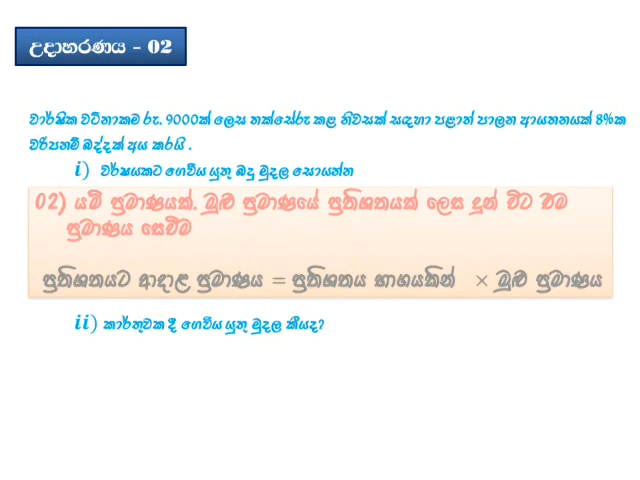 උදාහරණය - 02
වාර්ෂික වටිනාකම රු. 9000ක් ලෙස තක්සේරු කළ නිවසක් සඳහා පළාත් පාලන ආයතනයක් 8%ක
වරිපනම් බද්දක් අය කරයි .
i) වර්ෂයකට ගෙවිය යුතු බදු මුදල සොයන්න
02) යම් ප්‍රමාණයක්, මුළු ප්‍රමාණයේ ප්‍රතිශතයක් ලෙස දුන් විට එම
ප්‍රමාණය සෙවීම
ප්‍රතිශතයට ආදාළ ප්‍රමාණය = ප්‍රතිශතය භාගයකින් × මුළු ප්‍රමාණය
ii) කාර්තුවක දී ගෙවිය යුතු මුදල කීයද?